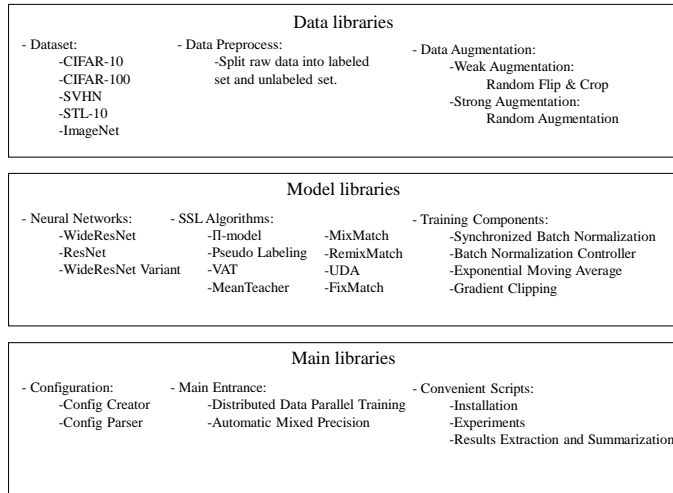 Data libraries
- Dataset:
-CIFAR-10
-CIFAR-100
-SVHN
-STL-10
-ImageNet
- Data Preprocess:
-Split raw data into labeled
set and unlabeled set.
- Data Augmentation:
-Weak Augmentation:
Random Flip & Crop
-Strong Augmentation:
Random Augmentation
Model libraries
- Neural Networks:
-WideResNet
-ResNet
-WideResNet Variant
- SSL Algorithms:
-Π-model
-Pseudo Labeling
-VAT
-MeanTeacher
-MixMatch
-RemixMatch
-UDA
-FixMatch
- Training Components:
-Synchronized Batch Normalization
-Batch Normalization Controller
-Exponential Moving Average
-Gradient Clipping
Main libraries
- Configuration:
-Config Creator
-Config Parser
- Main Entrance:
-Distributed Data Parallel Training
-Automatic Mixed Precision
- Convenient Scripts:
-Installation
-Experiments
-Results Extraction and Summarization